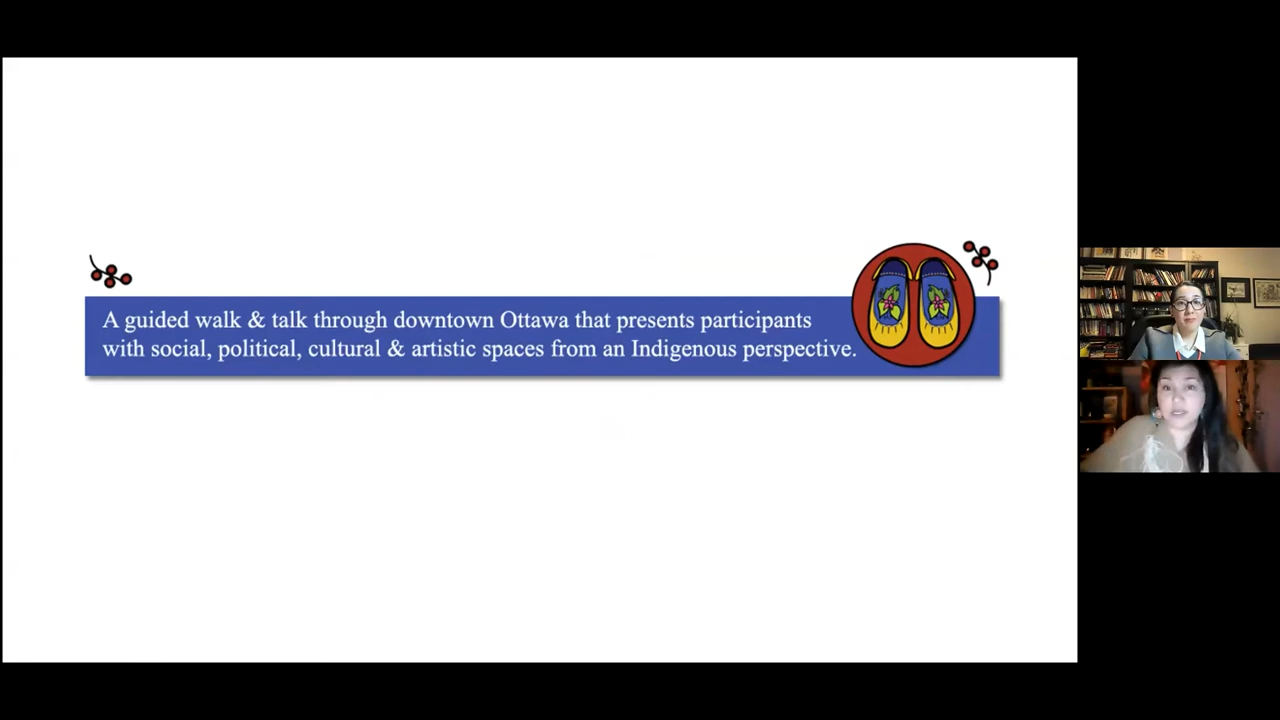 A guided walk & talk through downtown Ottawa that presents participants
with social, political, cultural & artistic spaces from an Indigenous perspective.